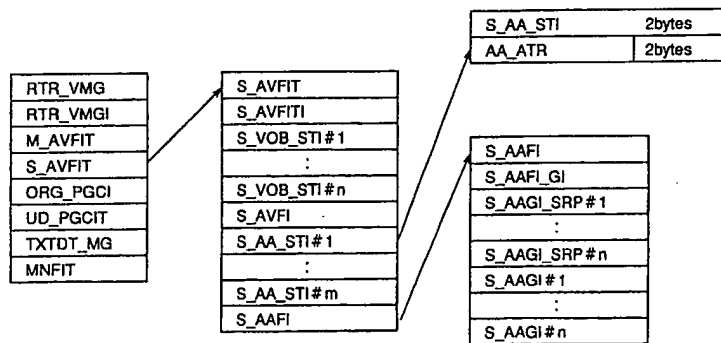 RTR_VMG
RTR_VMGI
M_AVFIT
S_AVFIT
ORG_PGCI
UD_PGCIT
TXTDT_MG
MNFIT
S_AVFIT
S_AVFITI
S_VOB_STI#1
:
S_VOB_STI#n
S_AVFI
S_AA_STI#1
:
S_AA_STI#m
S_AAFI
S_AA_STI 2bytes
AA_ATR 2bytes
S_AAFI
S_AAFI_GI
S_AAGI_SRP#1
:
S_AAGI_SRP#n
S_AAGI#1
:
S_AAGI#n